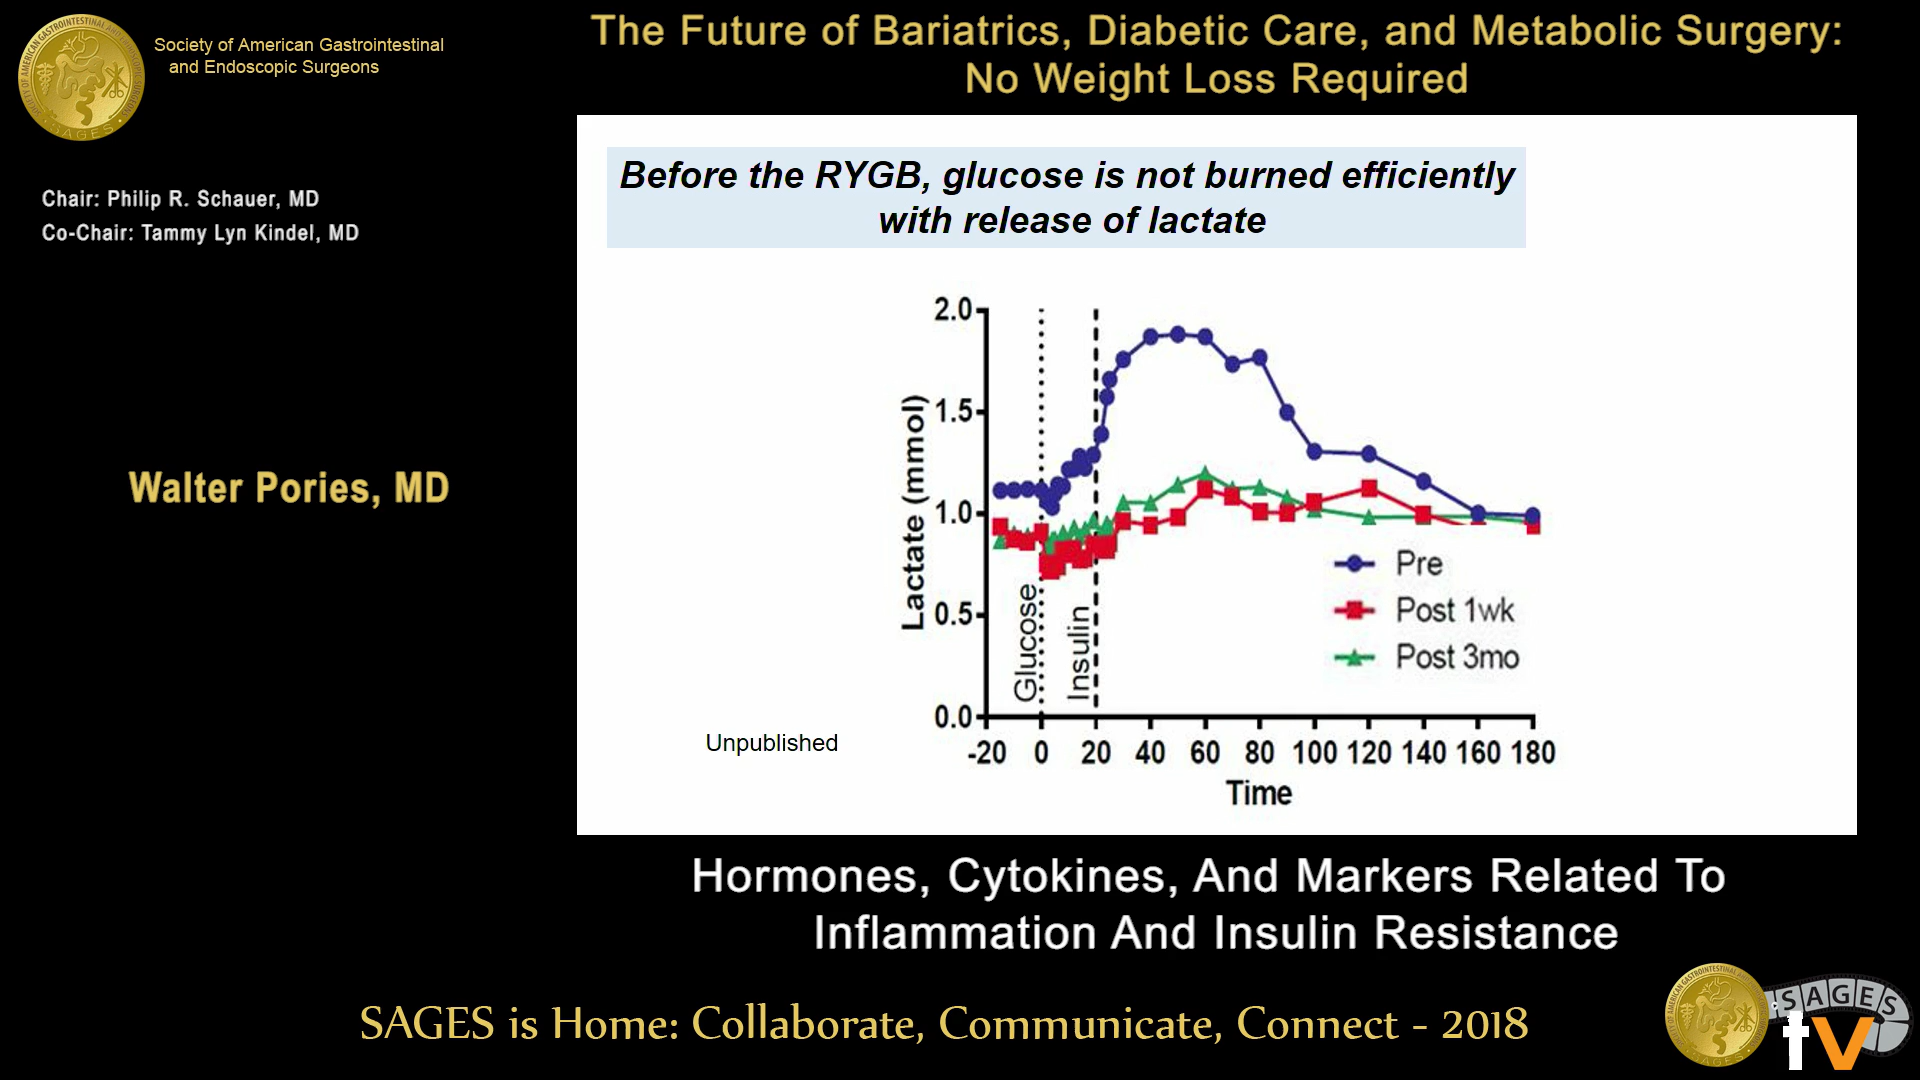 Society of American Gastrointestinal
and Endoscopic Surgeons
The Future of Bariatrics, Diabetic Care, and Metabolic Surgery:
No Weight Loss Required
Chair: Philip R. Schauer, MD
Co-Chair: Tammy Lyn Kindel, MD
Walter Pories, MD
Before the RYGB, glucose is not burned efficiently
with release of lactate
Lactate (mmol)
2.0
1.5
1.0
0.5
0.0
Glucose
Insulin
Pre
Post 1wk
Post 3mo
-20 0 20 40 60 80 100 120 140 160 180
Time
Unpublished
Hormones, Cytokines, And Markers Related To
Inflammation And Insulin Resistance
SAGES is Home: Collaborate, Communicate, Connect - 2018
SAGES
tv